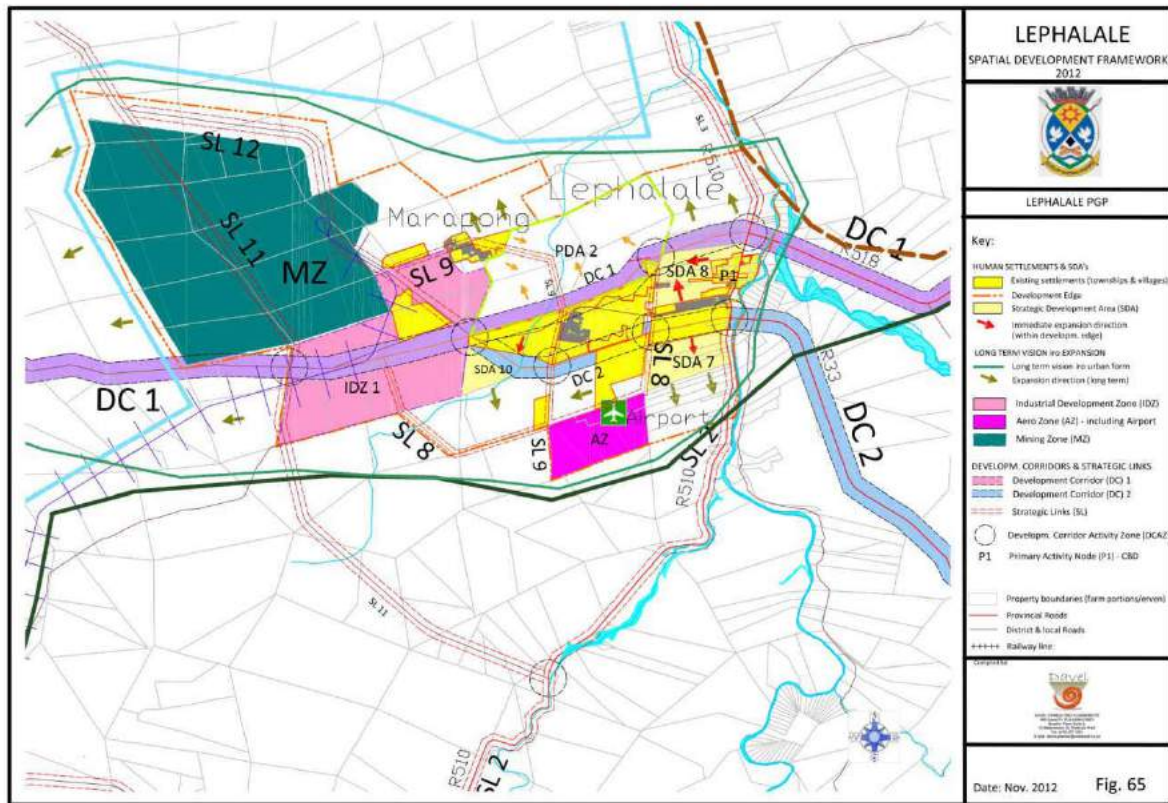 SL 12
SL 3
R510
Lephalale
Marapong
DC 1
R518
PDA 2
SL 11
SL 9
MZ
DC 1
SL 9
SDA 8
P1
SDA 10
DC 2
SL 8
SDA 7
R33
IDZ 1
DC 1
Airport
AZ
SL 8
SL 9
SL 2
R510
DC 2
SL 11
R510
SL 2
LEPHALALE
SPATIAL DEVELOPMENT FRAMEWORK
2012
LEPHALALE PGP
Key:
HUMAN SETTLEMENTS & SDA's
Existing settlements (townships & villages)
Development Edge
Strategic Development Area (SDA)
Immediate expansion direction
(within developm. edge)
LONG TERM VISION iro EXPANSION
Long term vision iro urban form
Expansion direction (long term)
Industrial Development Zone (IDZ)
Aero Zone (AZ) - including Airport
Mining Zone (MZ)
DEVELOPM. CORRIDORS & STRATEGIC LINKS
Development Corridor (DC) 1
Development Corridor (DC) 2
Strategic Links (SL)
Developm. Corridor Activity Zone (DCAZ
P1 Primary Activity Node (P1) - CBD
Property boundaries (farm portions/erven)
Provincial Roads
District & local Roads
Railway line
Date: Nov. 2012
Fig. 65